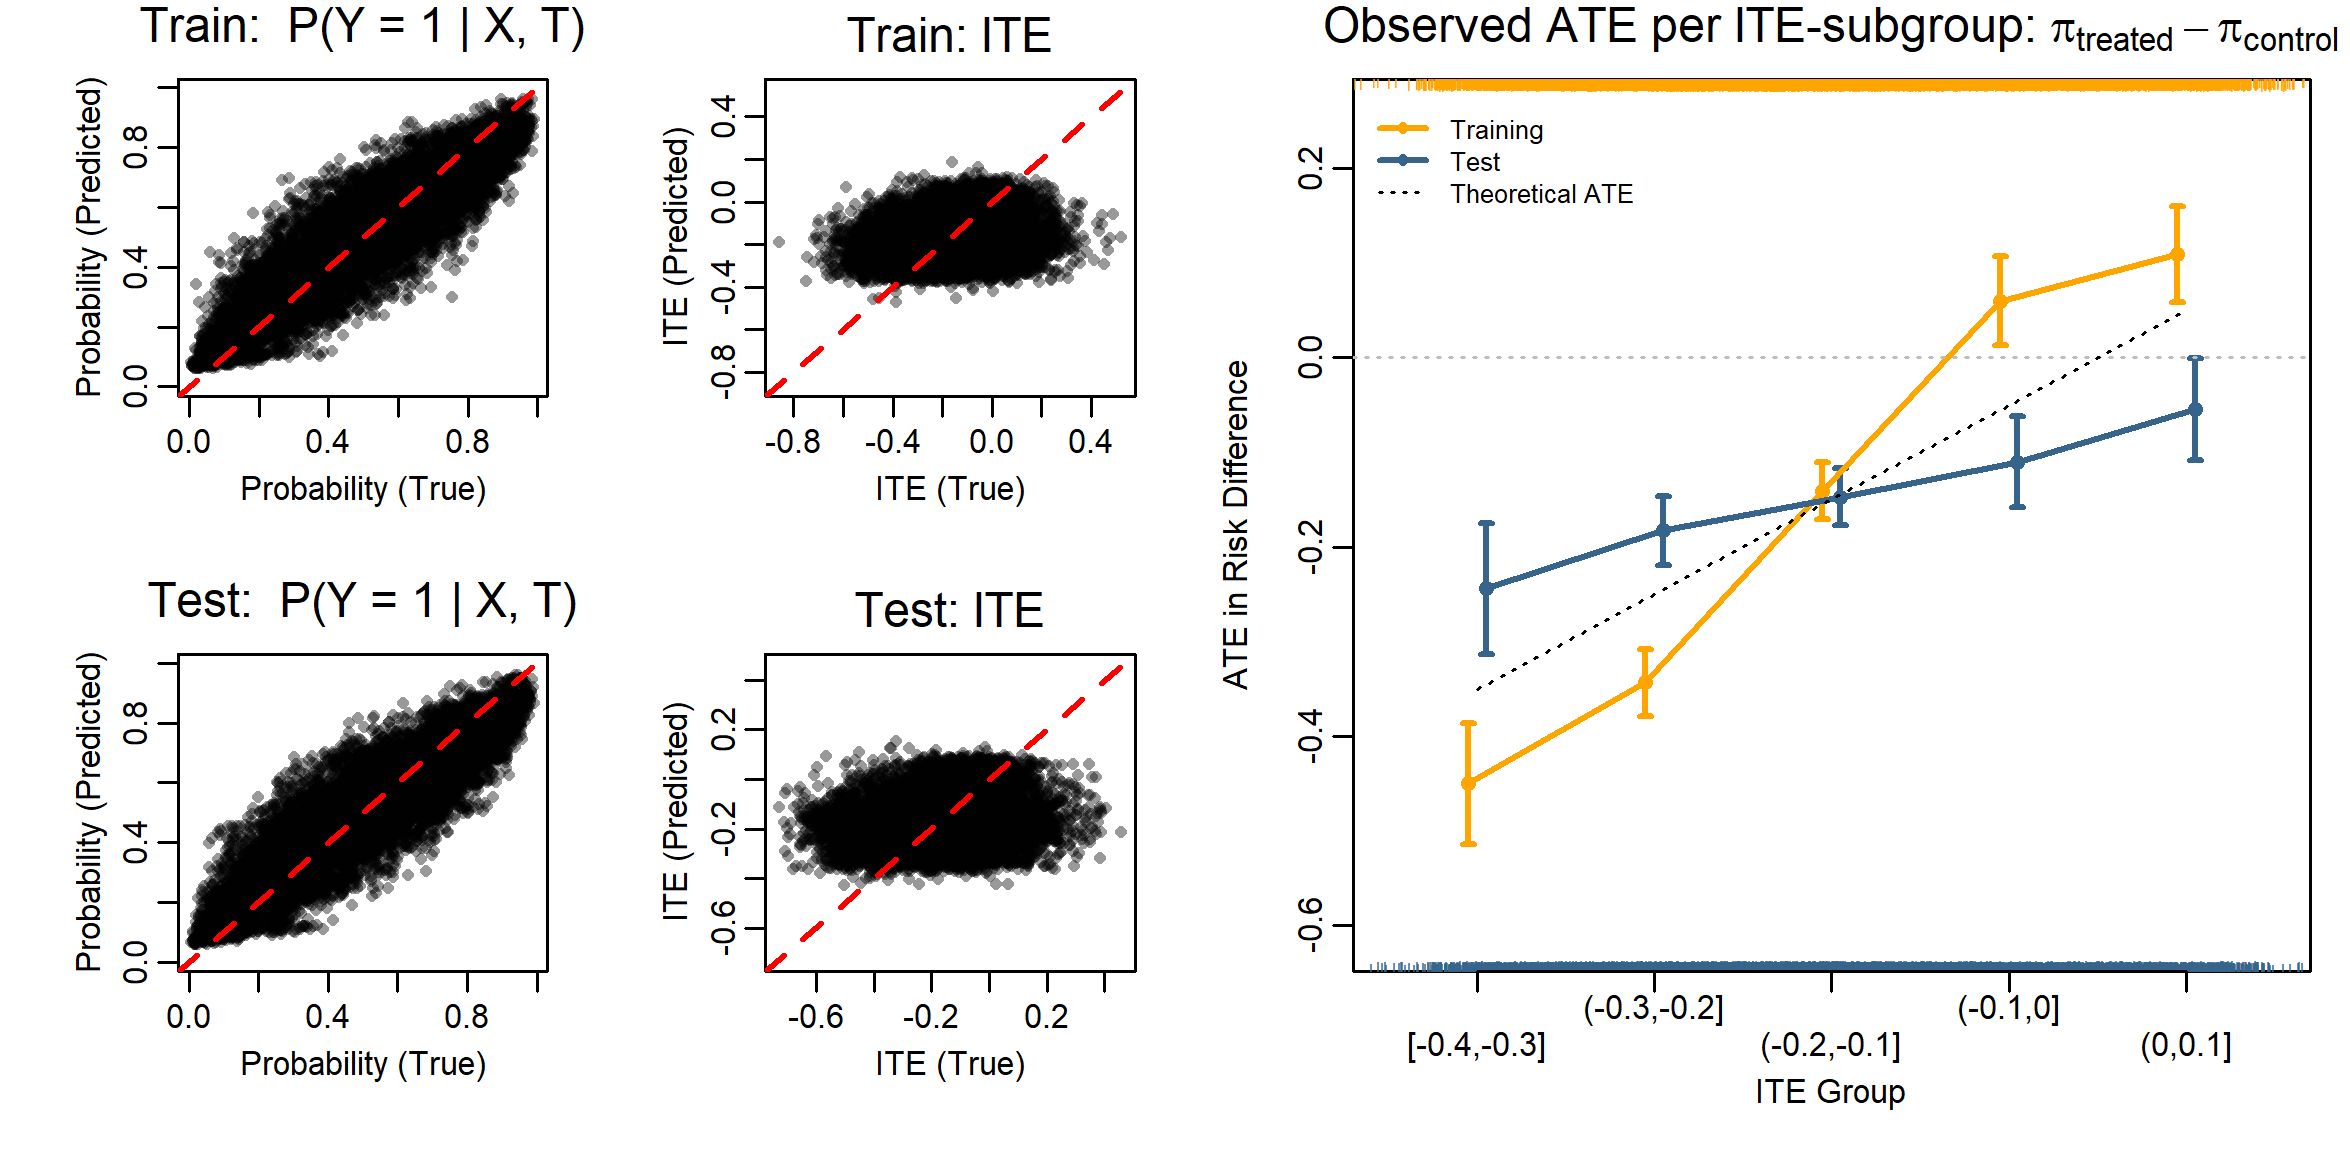 Train:  P(Y = 1 | X, T)
Probability (Predicted)
0.8
0.4
0.0
0.0 0.4 0.8
Probability (True)
Train: ITE
ITE (Predicted)
0.4
0.0
-0.4
-0.8
-0.8 -0.4 0.0 0.4
ITE (True)
Test:  P(Y = 1 | X, T)
Probability (Predicted)
0.8
0.4
0.0
0.0 0.4 0.8
Probability (True)
Test: ITE
ITE (Predicted)
0.2
-0.2
-0.6
-0.6 -0.2 0.2
ITE (True)
Observed ATE per ITE-subgroup: πtreated − πcontrol
Training
Test
Theoretical ATE
ATE in Risk Difference
0.2
0.0
-0.2
-0.4
-0.6
(-0.3,-0.2] (-0.1,0]
[-0.4,-0.3] (-0.2,-0.1] (0,0.1]
ITE Group